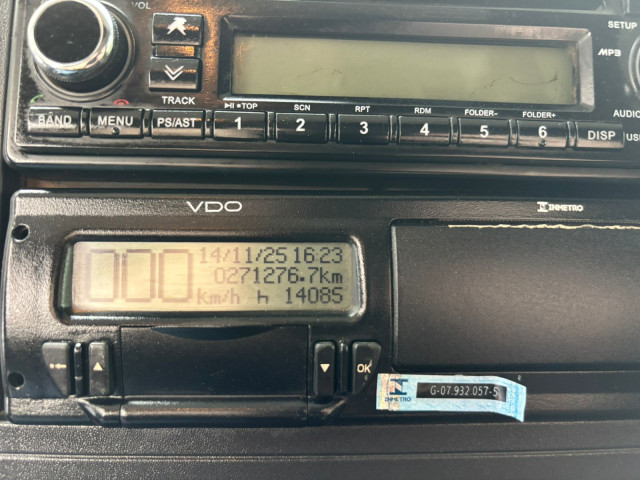 VOL
SETUP
MP3
TRACK
AUDIO
▶II ■TOP SCN RPT RDM FOLDER- FOLDER+
BAND MENU PS/AST 1 2 3 4 5 6 DISP
VDO INMETRO
14/11/25 16:23
000 0271276.7km
km/h h 14085
▲ ▼ OK
INMETRO G-07.932.057-5